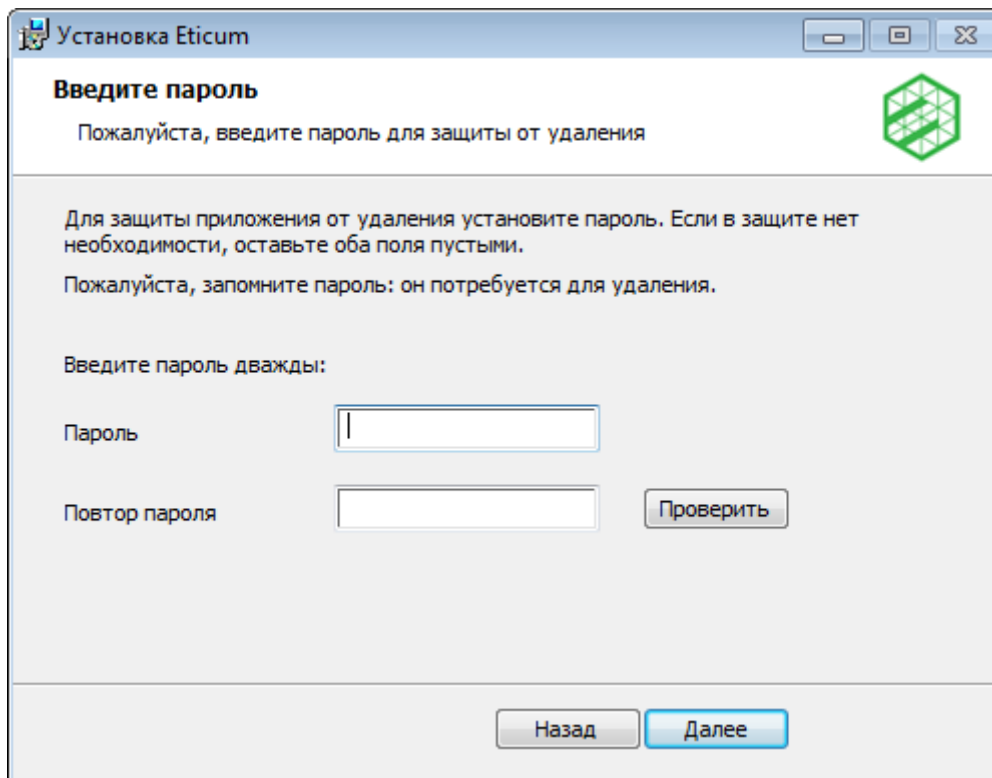 Установка Eticum
Введите пароль
Пожалуйста, введите пароль для защиты от удаления
Для защиты приложения от удаления установите пароль. Если в защите нет
необходимости, оставьте оба поля пустыми.
Пожалуйста, запомните пароль: он потребуется для удаления.
Введите пароль дважды:
Пароль
Повтор пароля
Проверить
Назад
Далее